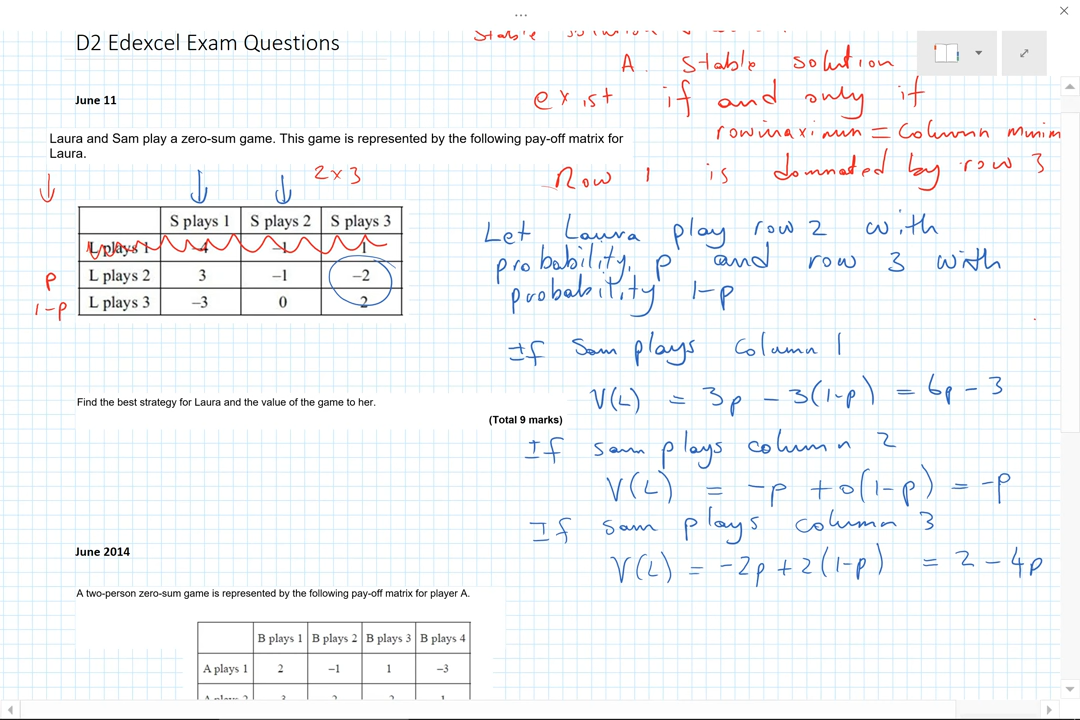 D2 Edexcel Exam Questions
A. Stable solution
exist if and only if
row maximin = Column minim
Row 1 is dominated by row 3
June 11
Laura and Sam play a zero-sum game. This game is represented by the following pay-off matrix for
Laura.
2 x 3
S plays 1 S plays 2 S plays 3
L plays 1 -4 -1 1
p L plays 2 3 −1 −2
1-p L plays 3 −3 0 2
Let Laura play row 2 with
probability, p and row 3 with
probability 1-p
If Sam plays column 1
V(L) = 3p - 3(1-p) = 6p - 3
Find the best strategy for Laura and the value of the game to her.
(Total 9 marks)
If sam plays column 2
V(L) = -p + 0(1-p) = -p
If sam plays column 3
V(L) = -2p + 2(1-p) = 2 - 4p
June 2014
A two-person zero-sum game is represented by the following pay-off matrix for player A.
B plays 1 B plays 2 B plays 3 B plays 4
A plays 1 2 −1 1 −3